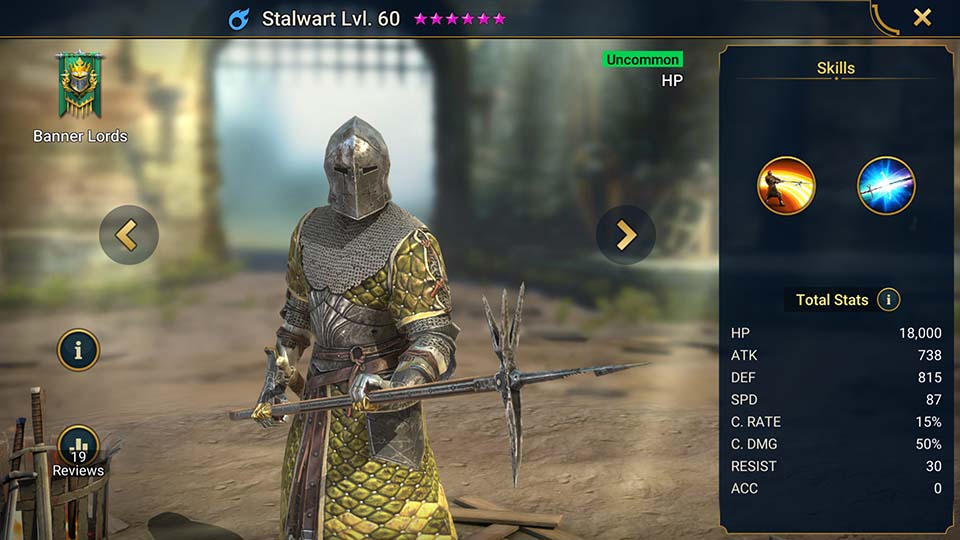 Stalwart Lvl. 60
Banner Lords
Uncommon
HP
19
Reviews
Skills
Total Stats
HP 18,000
ATK 738
DEF 815
SPD 87
C. RATE 15%
C. DMG 50%
RESIST 30
ACC 0